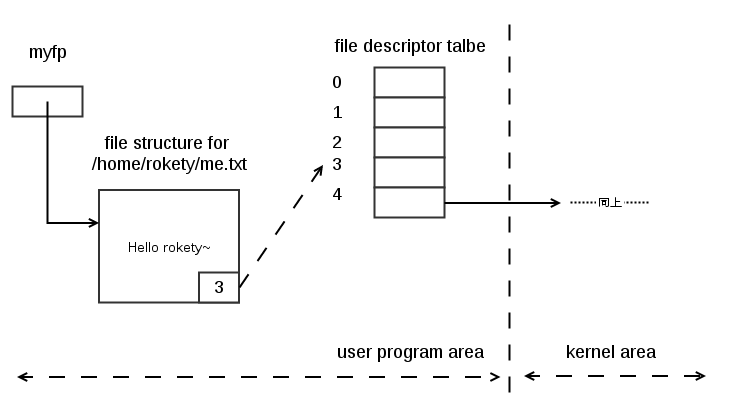 myfp
file descriptor talbe
0
1
2
3
4
file structure for
/home/rokety/me.txt
Hello rokety~
3
........同上.......
user program area
kernel area